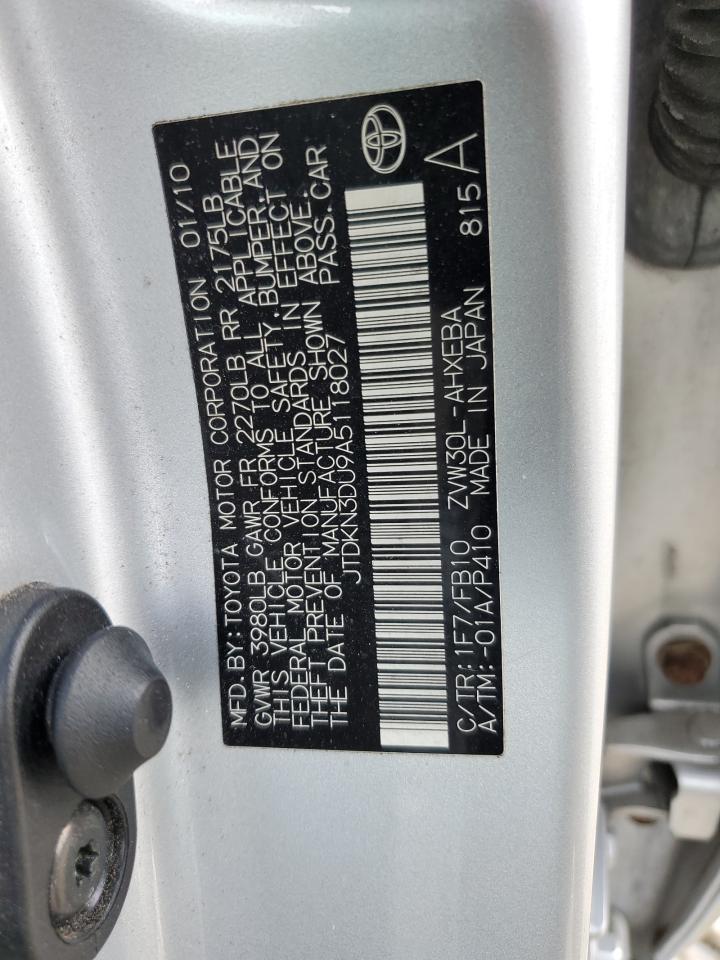 MFD. BY: TOYOTA MOTOR CORPORATION 01/10
GVWR 3980LB GAWR FR 2270LB RR 2175LB
THIS VEHICLE CONFORMS TO ALL APPLICABLE
FEDERAL MOTOR VEHICLE SAFETY, BUMPER, AND
THEFT PREVENTION STANDARDS IN EFFECT ON
THE DATE OF MANUFACTURE SHOWN ABOVE.
JTDKN3DU9A5118027 PASS. CAR
C/TR: 1F7/FB10 ZVW30L-AHXEBA
A/TM: -01A/P410 MADE IN JAPAN 815 A